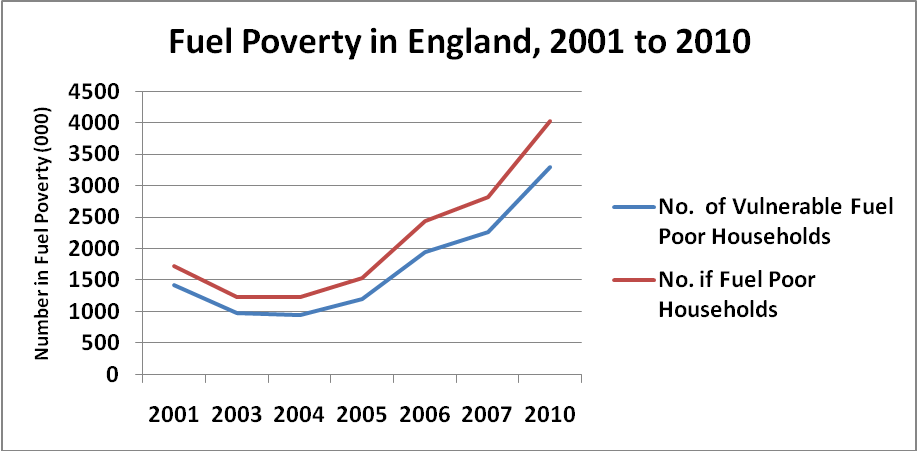 Fuel Poverty in England, 2001 to 2010
Number in Fuel Poverty (000)
4500
4000
3500
3000
2500
2000
1500
1000
500
0
2001 2003 2004 2005 2006 2007 2010
No. of Vulnerable Fuel
Poor Households
No. if Fuel Poor
Households